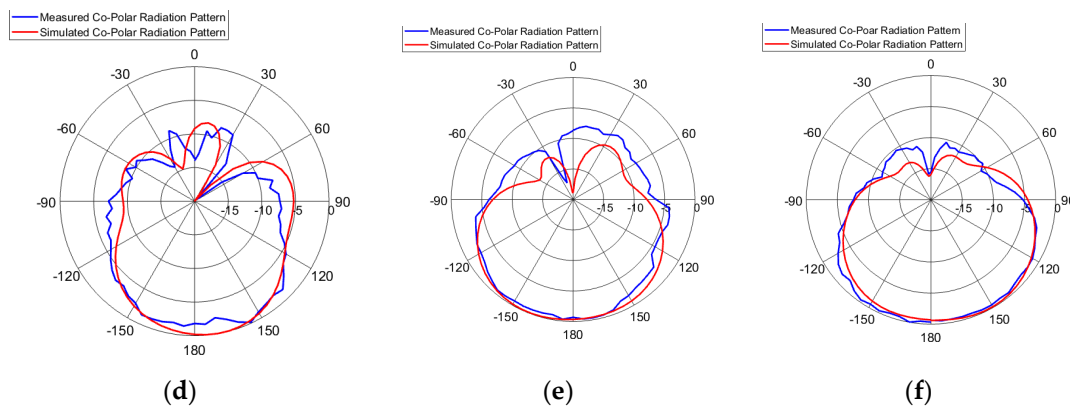 Measured Co-Polar Radiation Pattern
Simulated Co-Polar Radiation Pattern
0
-30 30
-60 60
-90 -15 -10 -5 90
-120 120
-150 150
180
(d)
Measured Co-Polar Radiation Pattern
Simulated Co-Polar Radiation Pattern
0
-30 30
-60 60
-90 -15 -10 -5 90
-120 120
-150 150
180
(e)
Measured Co-Poar Radiation Pattern
Simulated Co-Polar Radiation Pattern
0
-30 30
-60 60
-90 -15 -10 -5 90
-120 120
-150 150
180
(f)